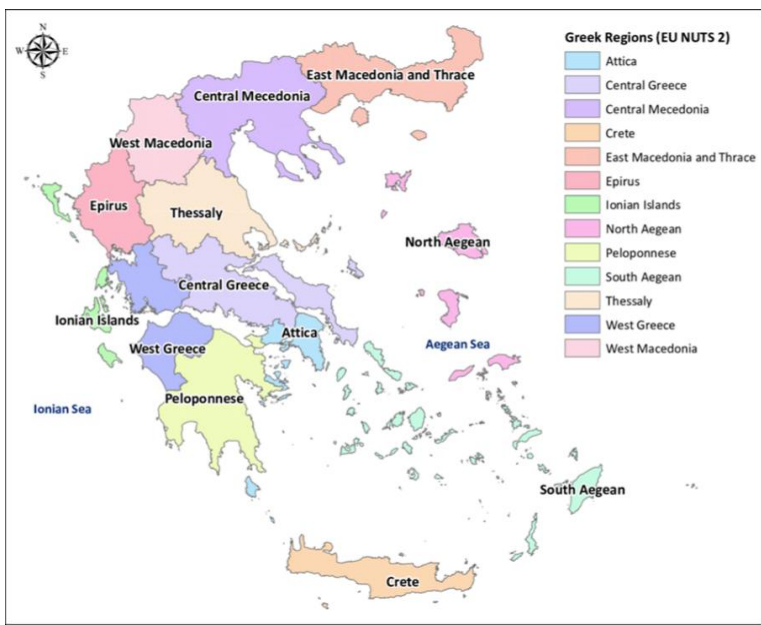 N
W E
S
Greek Regions (EU NUTS 2)
Attica
Central Greece
Central Mecedonia
Crete
East Macedonia and Thrace
Epirus
Ionian Islands
North Aegean
Peloponnese
South Aegean
Thessaly
West Greece
West Macedonia
East Macedonia and Thrace
Central Mecedonia
West Macedonia
Epirus
Thessaly
North Aegean
Central Greece
Ionian Islands
Attica
Aegean Sea
West Greece
Peloponnese
Ionian Sea
South Aegean
Crete